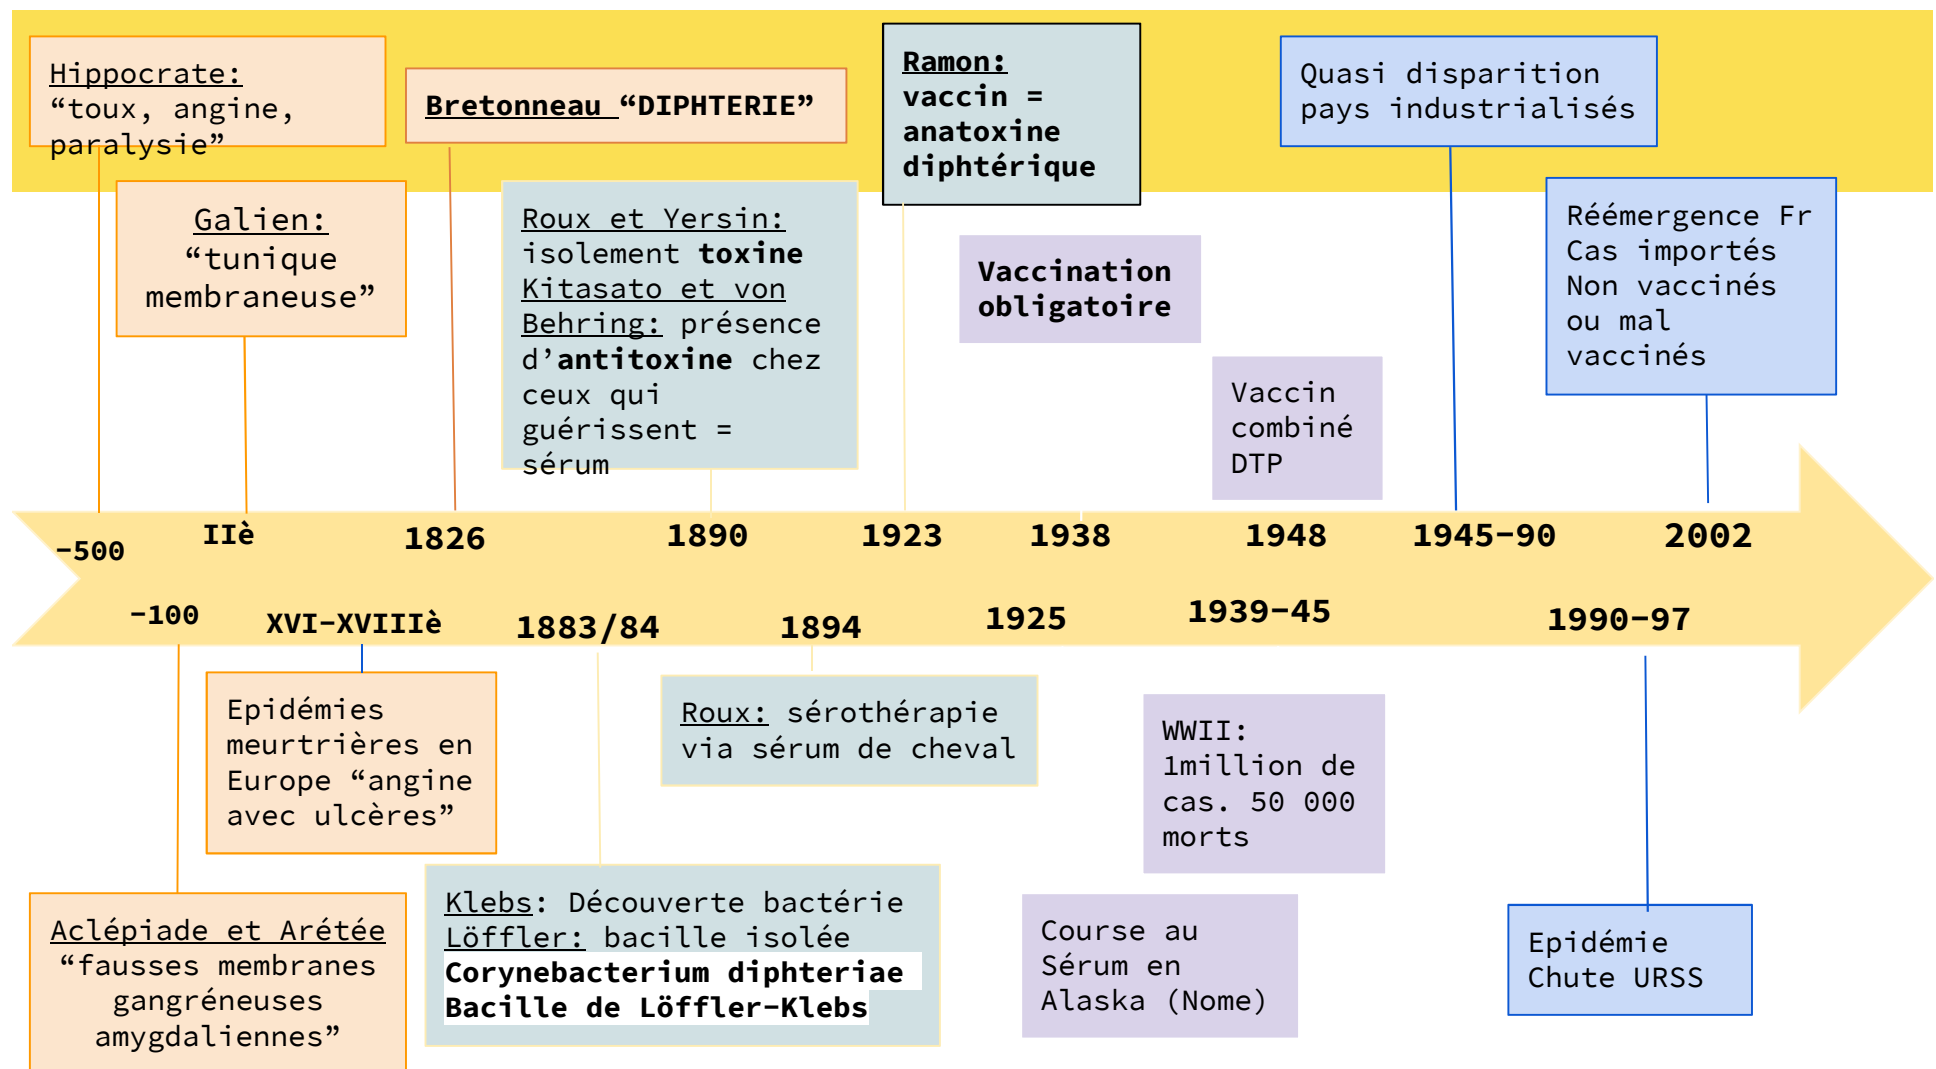 Hippocrate:
“toux, angine,
paralysie”
Bretonneau “DIPHTERIE”
Ramon:
vaccin =
anatoxine
diphtérique
Quasi disparition
pays industrialisés
Galien:
“tunique
membraneuse”
Roux et Yersin:
isolement toxine
Kitasato et von
Behring: présence
d’antitoxine chez
ceux qui
guérissent =
sérum
Vaccination
obligatoire
Vaccin
combiné
DTP
Réémergence Fr
Cas importés
Non vaccinés
ou mal
vaccinés
-500
IIè
1826
1890
1923
1938
1948
1945-90
2002
-100
XVI-XVIIIè
1883/84
1894
1925
1939-45
1990-97
Epidémies
meurtrières en
Europe “angine
avec ulcères”
Roux: sérothérapie
via sérum de cheval
WWII:
1million de
cas. 50 000
morts
Aclépiade et Arétée
“fausses membranes
gangréneuses
amygdaliennes”
Klebs: Découverte bactérie
Löffler: bacille isolée
Corynebacterium diphteriae
Bacille de Löffler-Klebs
Course au
Sérum en
Alaska (Nome)
Epidémie
Chute URSS